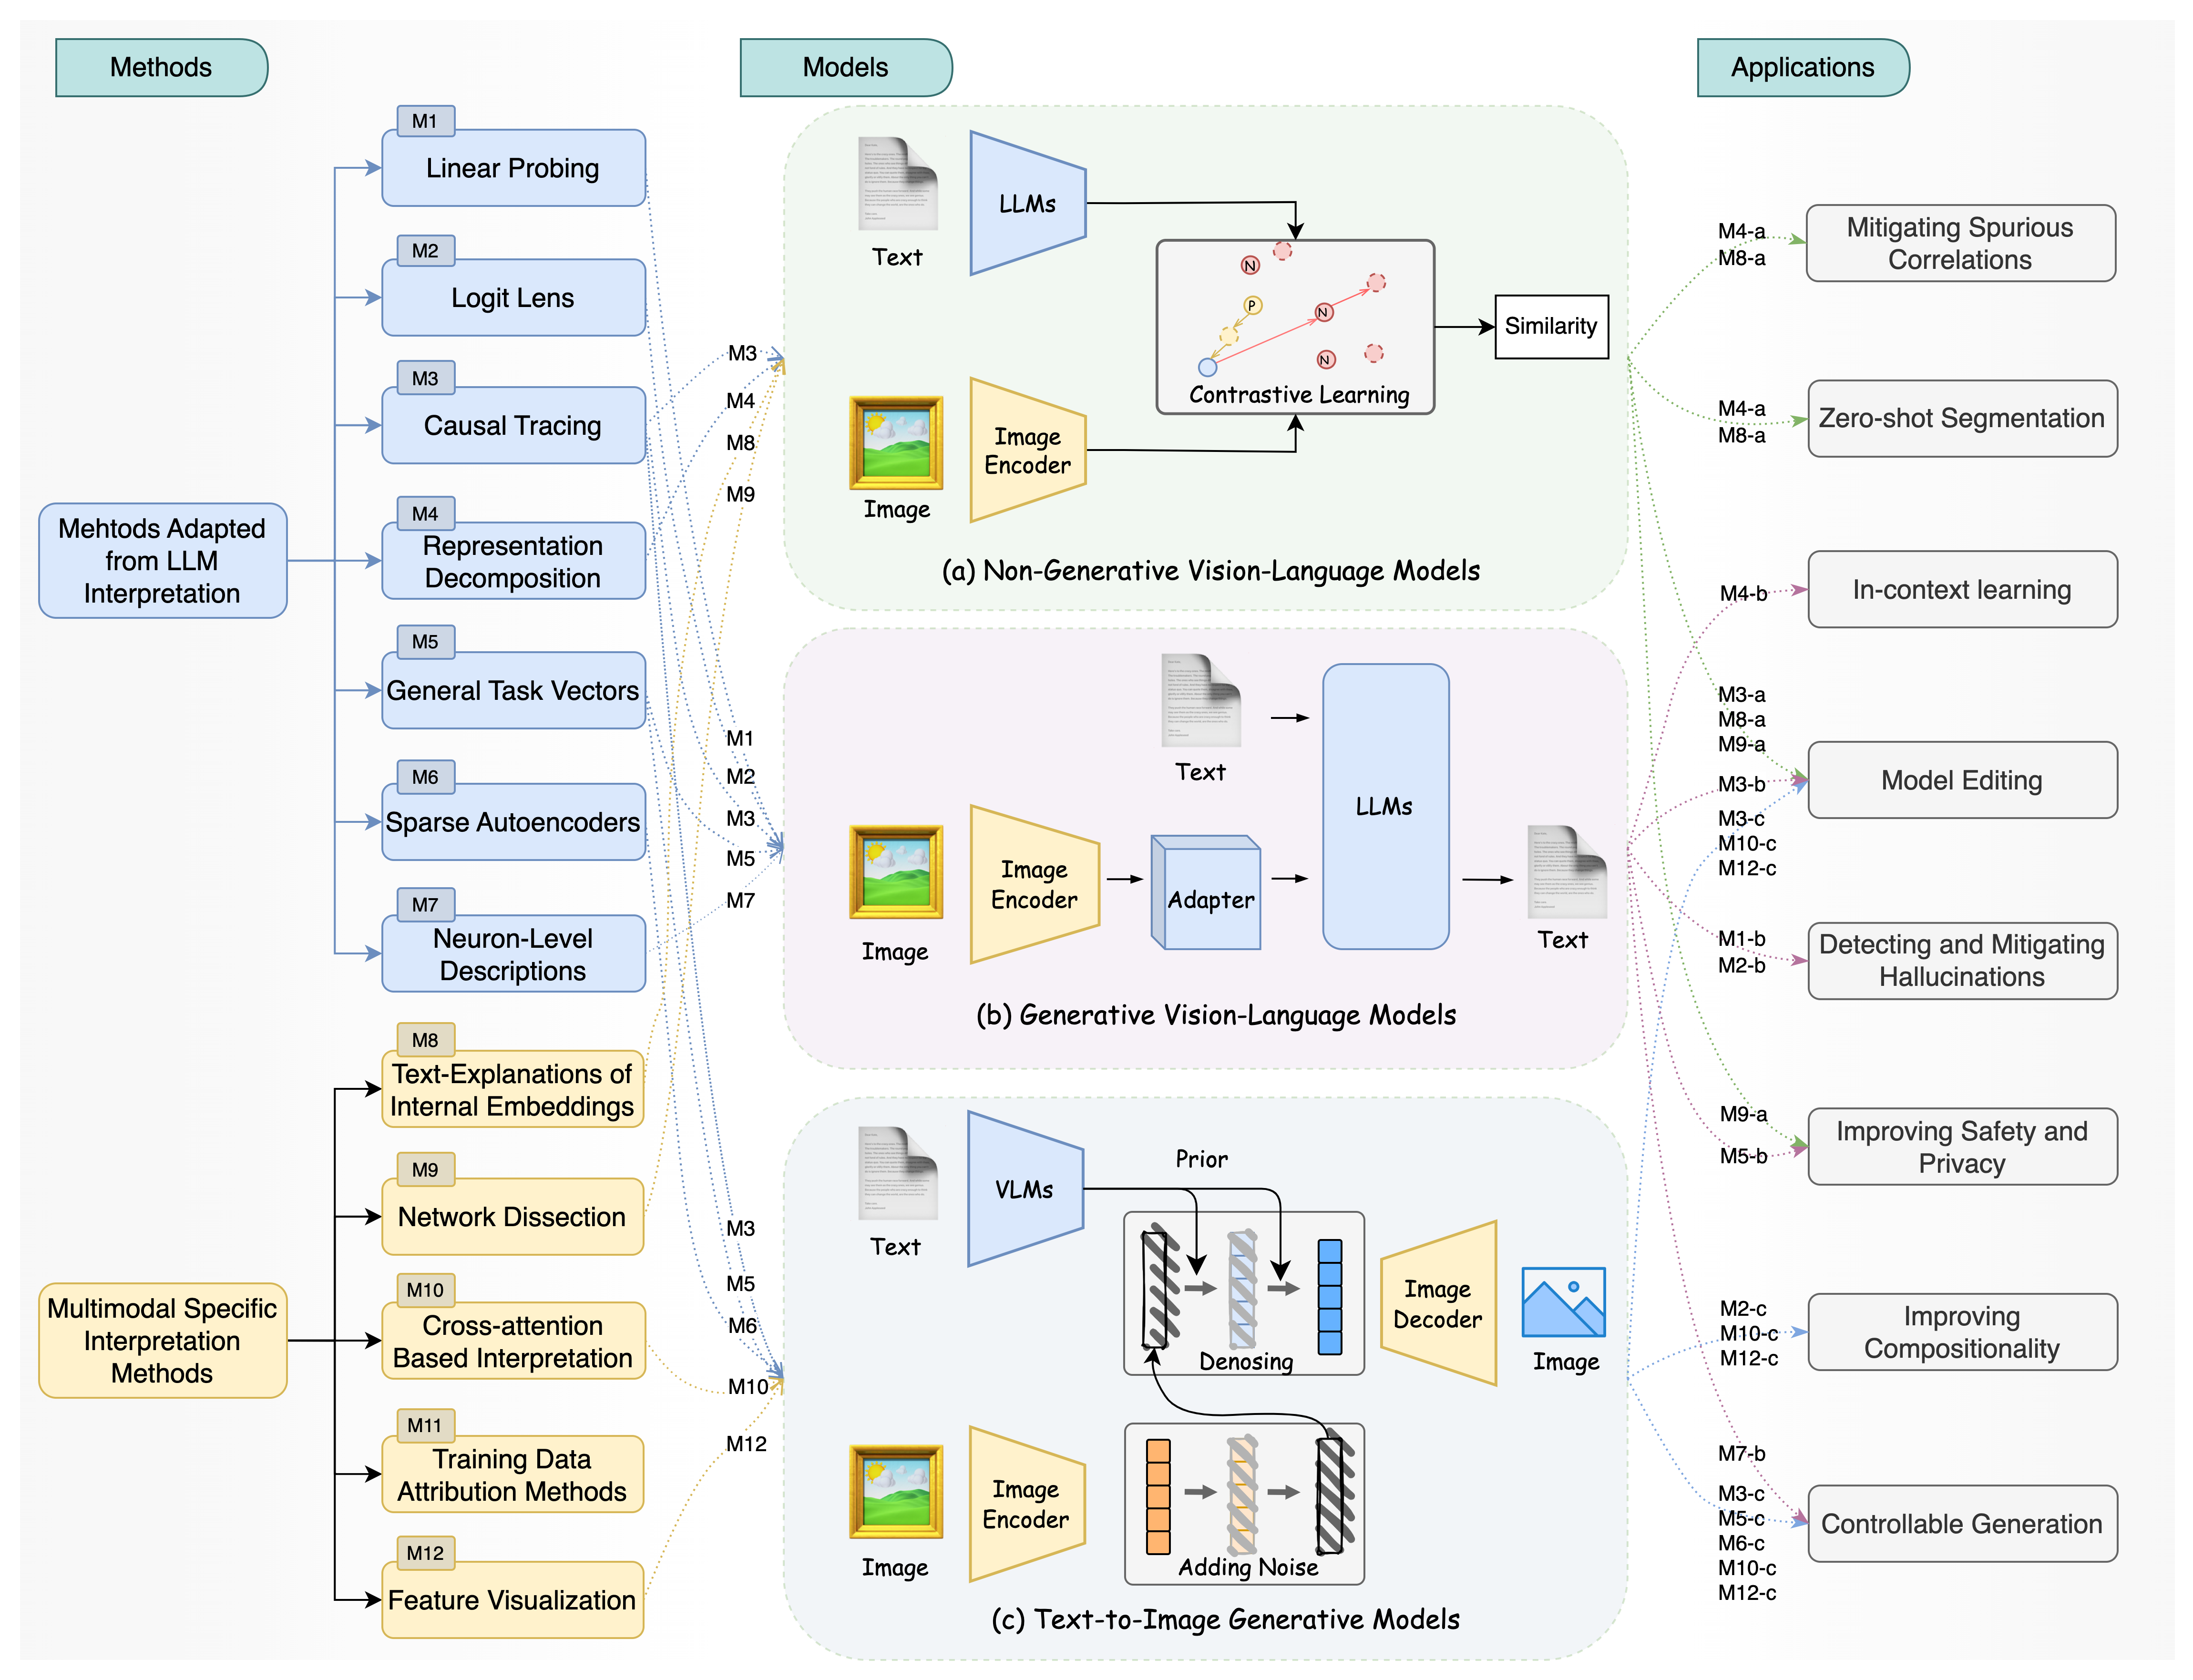 Methods
Models
Applications
Mehtods Adapted
from LLM
Interpretation
Multimodal Specific
Interpretation
Methods
M1
Linear Probing
M2
Logit Lens
M3
Causal Tracing
M4
Representation
Decomposition
M5
General Task Vectors
M6
Sparse Autoencoders
M7
Neuron-Level
Descriptions
M8
Text-Explanations of
Internal Embeddings
M9
Network Dissection
M10
Cross-attention
Based Interpretation
M11
Training Data
Attribution Methods
M12
Feature Visualization
M3
M4
M8
M9
M1
M2
M3
M5
M7
M3
M5
M6
M10
M12
Text
LLMs
Image
Image
Encoder
N
P
N
N
Contrastive Learning
Similarity
(a) Non-Generative Vision-Language Models
Text
LLMs
Image
Image
Encoder
Adapter
Text
(b) Generative Vision-Language Models
Text
VLMs
Prior
Denosing
Image
Decoder
Image
Image
Image
Encoder
Adding Noise
(c) Text-to-Image Generative Models
M4-a
M8-a
M4-a
M8-a
M4-b
M3-a
M8-a
M9-a
M3-b
M3-c
M10-c
M12-c
M1-b
M2-b
M9-a
M5-b
M2-c
M10-c
M12-c
M7-b
M3-c
M5-c
M6-c
M10-c
M12-c
Mitigating Spurious
Correlations
Zero-shot Segmentation
In-context learning
Model Editing
Detecting and Mitigating
Hallucinations
Improving Safety and
Privacy
Improving
Compositionality
Controllable Generation